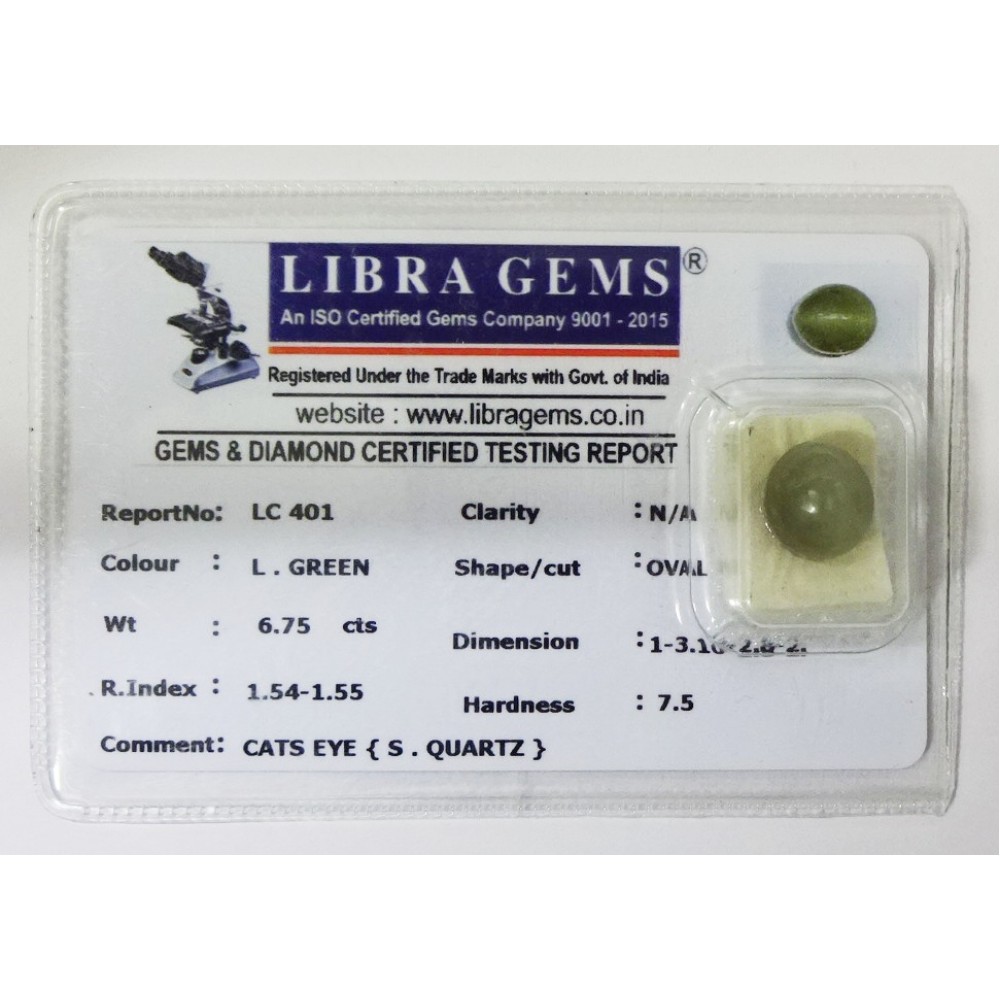 LIBRA GEMS®
An ISO Certified Gems Company 9001 - 2015
Registered Under the Trade Marks with Govt. of India
website : www.libragems.co.in
GEMS & DIAMOND CERTIFIED TESTING REPORT
ReportNo: LC 401 Clarity : N/A
Colour : L . GREEN Shape/cut : OVAL
Wt : 6.75 cts Dimension :
.R.Index : 1.54-1.55 Hardness : 7.5
Comment: CATS EYE { S . QUARTZ }